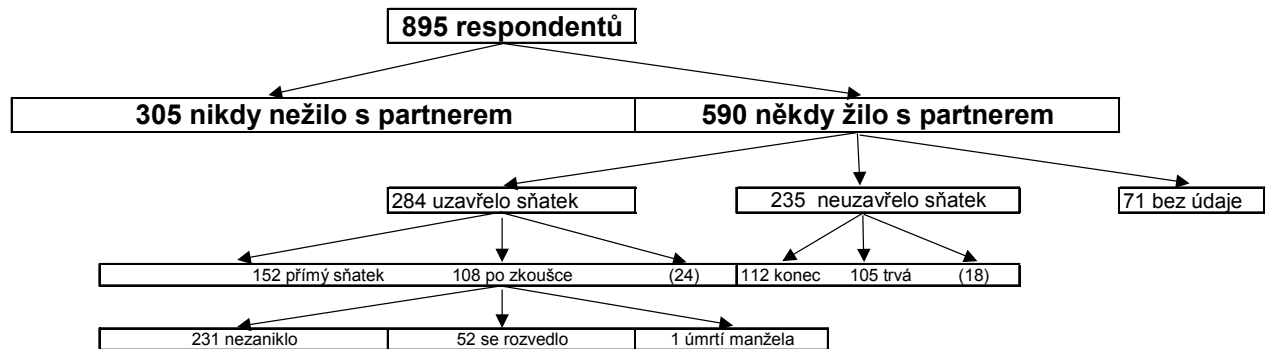 895 respondentů
305 nikdy nežilo s partnerem 590 někdy žilo s partnerem
284 uzavřelo sňatek 235 neuzavřelo sňatek 71 bez údaje
152 přímý sňatek 108 po zkoušce (24) 112 konec 105 trvá (18)
231 nezaniklo 52 se rozvedlo 1 úmrtí manžela